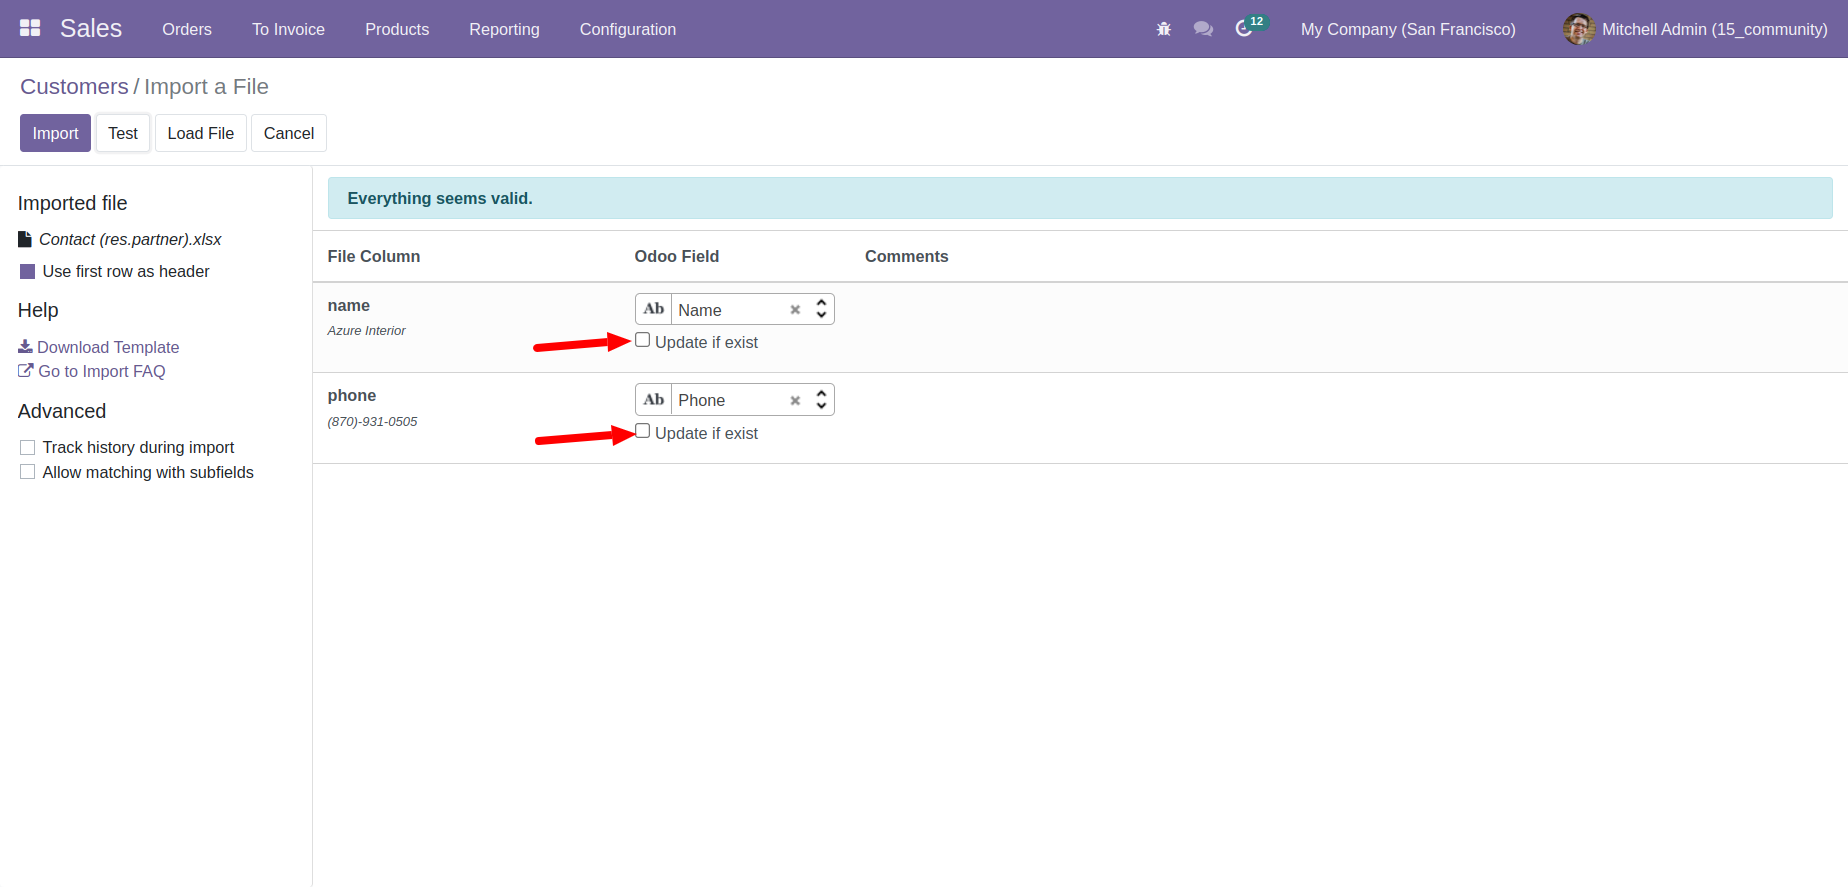 Sales Orders To Invoice Products Reporting Configuration 12 My Company (San Francisco) Mitchell Admin (15_community)
Customers / Import a File
Import Test Load File Cancel
Imported file
Contact (res.partner).xlsx
Use first row as header
Help
Download Template
Go to Import FAQ
Advanced
Track history during import
Allow matching with subfields
Everything seems valid.
File Column Odoo Field Comments
name Ab Name
Azure Interior
Update if exist
phone Ab Phone
(870)-931-0505
Update if exist